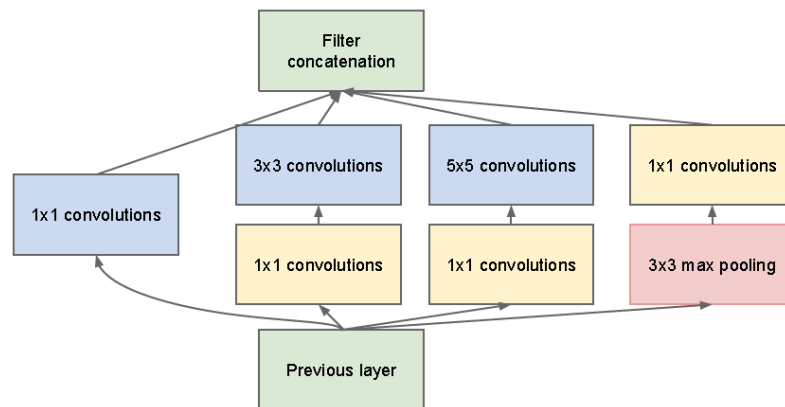 Filter
concatenation
3x3 convolutions
5x5 convolutions
1x1 convolutions
1x1 convolutions
1x1 convolutions
1x1 convolutions
3x3 max pooling
Previous layer